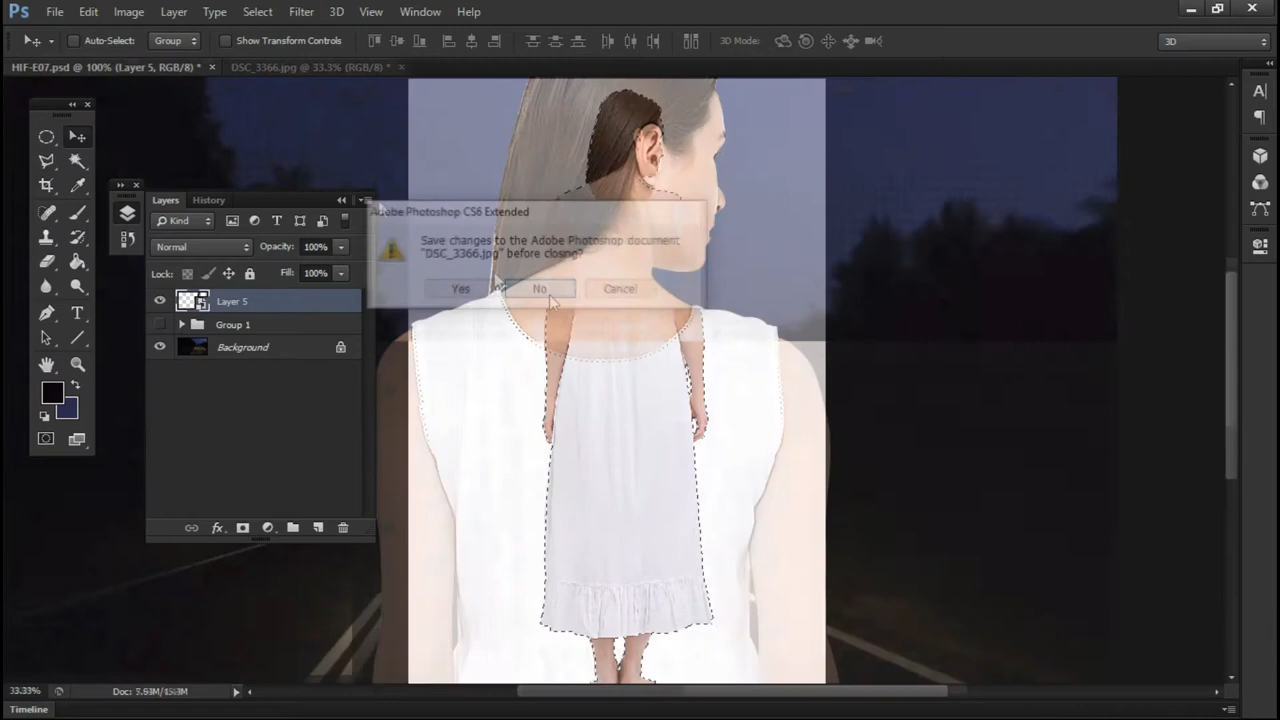 Ps File Edit Image Layer Type Select Filter 3D View Window Help
Auto-Select: Group Show Transform Controls 3D Mode: 3D
HIF-E07.psd @ 100% (Layer 5, RGB/8) * × DSC_3366.jpg @ 33.3% (RGB/8) * ×
Layers History
Kind
Normal Opacity: 100%
Lock: Fill: 100%
Layer 5
Group 1
Background
Adobe Photoshop CS6 Extended
Save changes to the Adobe Photoshop document
"DSC_3366.jpg" before closing?
Yes No Cancel
33.33% Doc:
Timeline